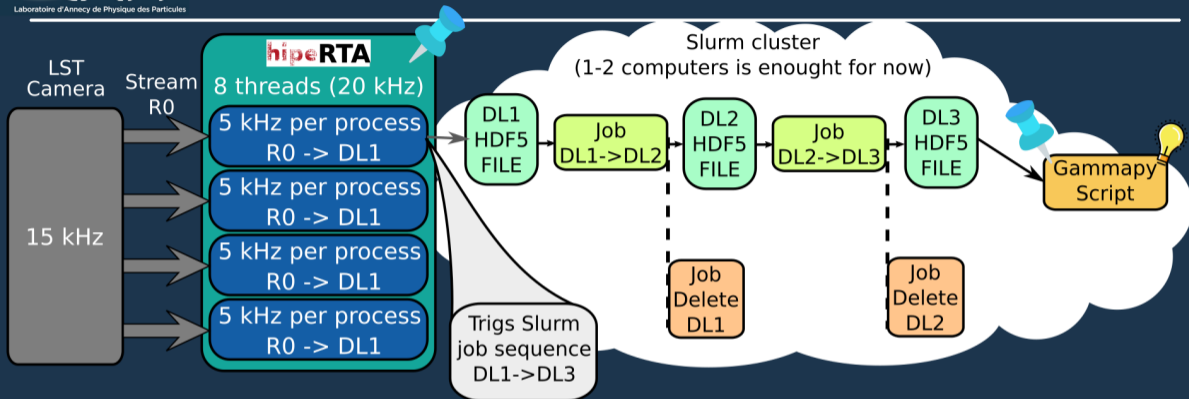 Laboratoire d'Annecy de Physique des Particules
LST
Camera
Stream
R0
15 kHz
hipeRTA
8 threads (20 kHz)
5 kHz per process
R0 -> DL1
5 kHz per process
R0 -> DL1
5 kHz per process
R0 -> DL1
5 kHz per process
R0 -> DL1
Trigs Slurm
job sequence
DL1->DL3
Slurm cluster
(1-2 computers is enought for now)
DL1
HDF5
FILE
Job
DL1->DL2
DL2
HDF5
FILE
Job
DL2->DL3
DL3
HDF5
FILE
Gammapy
Script
Job
Delete
DL1
Job
Delete
DL2